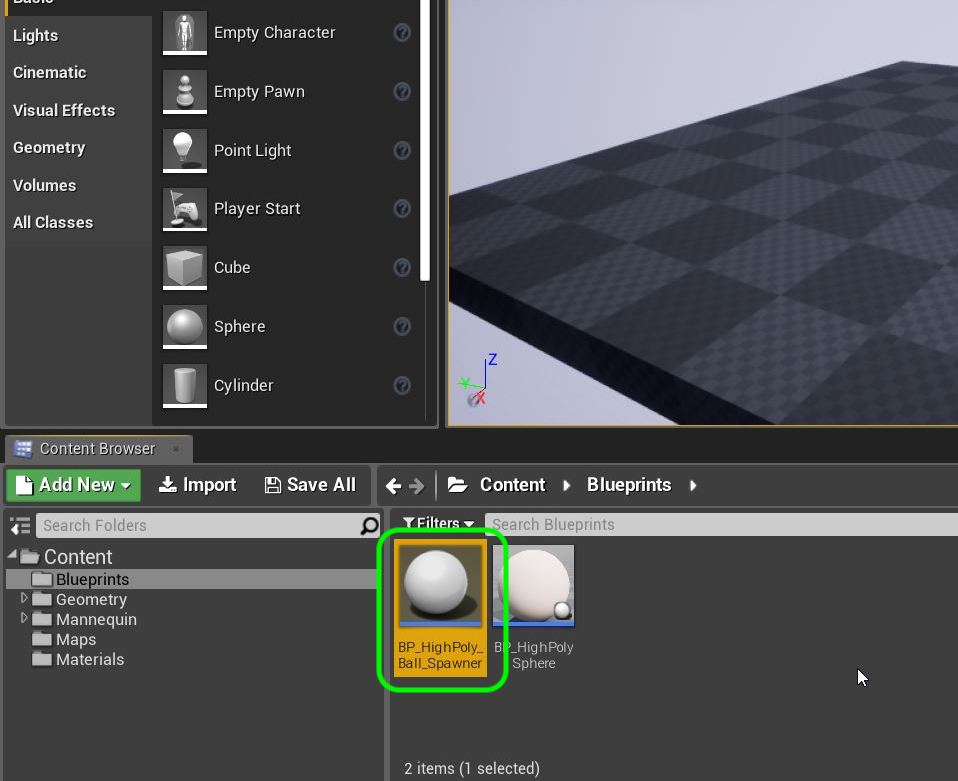 Basic
Lights
Cinematic
Visual Effects
Geometry
Volumes
All Classes
Empty Character
Empty Pawn
Point Light
Player Start
Cube
Sphere
Cylinder
Z
Y
X
Content Browser
Add New
Import
Save All
Content
Blueprints
Search Folders
Filters
Search Blueprints
Content
Blueprints
Geometry
Mannequin
Maps
Materials
BP_HighPoly_
Ball_Spawner
BP_HighPoly
Sphere
2 items (1 selected)